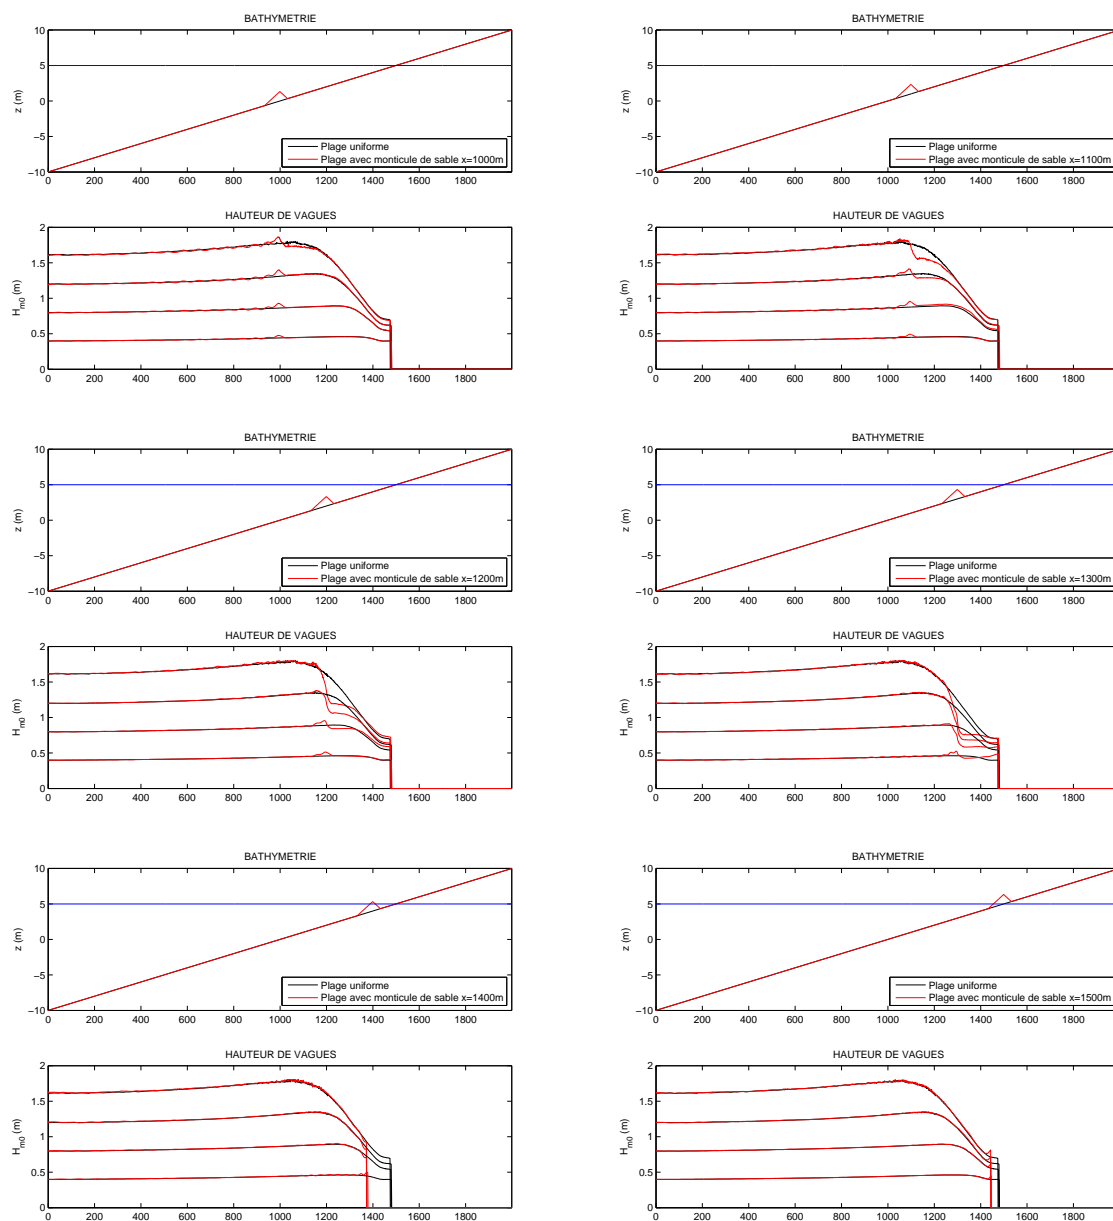 BATHYMETRIE
10
5
0
−5
−10
z (m)
Plage uniforme
Plage avec monticule de sable x=1000m
0 200 400 600 800 1000 1200 1400 1600 1800
HAUTEUR DE VAGUES
2
1.5
1
0.5
0
Hm0 (m)
0 200 400 600 800 1000 1200 1400 1600 1800
BATHYMETRIE
10
5
0
−5
−10
z (m)
Plage uniforme
Plage avec monticule de sable x=1100m
0 200 400 600 800 1000 1200 1400 1600 1800
HAUTEUR DE VAGUES
2
1.5
1
0.5
0
Hm0 (m)
0 200 400 600 800 1000 1200 1400 1600 1800
BATHYMETRIE
10
5
0
−5
−10
z (m)
Plage uniforme
Plage avec monticule de sable x=1200m
0 200 400 600 800 1000 1200 1400 1600 1800
HAUTEUR DE VAGUES
2
1.5
1
0.5
0
Hm0 (m)
0 200 400 600 800 1000 1200 1400 1600 1800
BATHYMETRIE
10
5
0
−5
−10
z (m)
Plage uniforme
Plage avec monticule de sable x=1300m
0 200 400 600 800 1000 1200 1400 1600 1800
HAUTEUR DE VAGUES
2
1.5
1
0.5
0
Hm0 (m)
0 200 400 600 800 1000 1200 1400 1600 1800
BATHYMETRIE
10
5
0
−5
−10
z (m)
Plage uniforme
Plage avec monticule de sable x=1400m
0 200 400 600 800 1000 1200 1400 1600 1800
HAUTEUR DE VAGUES
2
1.5
1
0.5
0
Hm0 (m)
0 200 400 600 800 1000 1200 1400 1600 1800
BATHYMETRIE
10
5
0
−5
−10
z (m)
Plage uniforme
Plage avec monticule de sable x=1500m
0 200 400 600 800 1000 1200 1400 1600 1800
HAUTEUR DE VAGUES
2
1.5
1
0.5
0
Hm0 (m)
0 200 400 600 800 1000 1200 1400 1600 1800